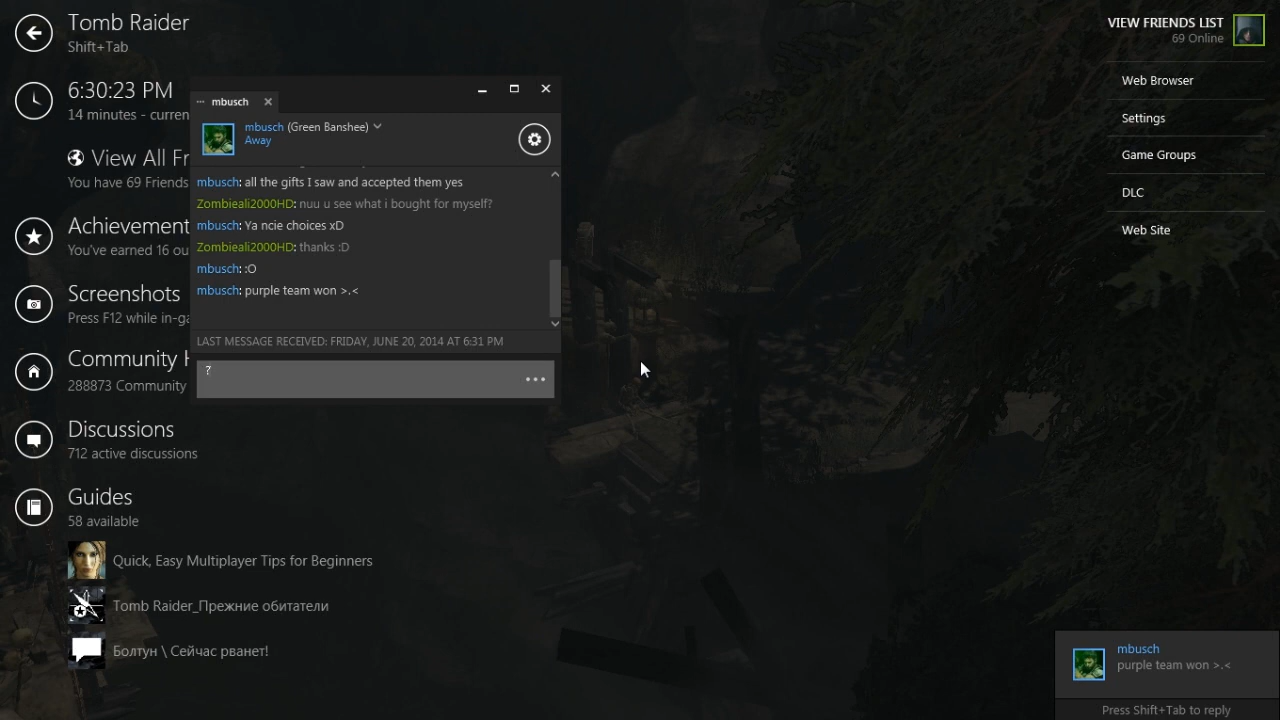 Tomb Raider
Shift+Tab
6:30:23 PM
14 minutes - curren
View All Fr
You have 69 Friends
Achievement
You've earned 16 ou
Screenshots
Press F12 while in-ga
Community H
288873 Community
Discussions
712 active discussions
Guides
58 available
Quick, Easy Multiplayer Tips for Beginners
Tomb Raider_Прежние обитатели
Болтун \ Сейчас рванет!
mbusch
mbusch (Green Banshee)
Away
mbusch: all the gifts I saw and accepted them yes
Zombieali2000HD: nuu u see what i bought for myself?
mbusch: Ya ncie choices xD
Zombieali2000HD: thanks :D
mbusch: :O
mbusch: purple team won >.<
LAST MESSAGE RECEIVED: FRIDAY, JUNE 20, 2014 AT 6:31 PM
?
VIEW FRIENDS LIST
69 Online
Web Browser
Settings
Game Groups
DLC
Web Site
mbusch
purple team won >.<
Press Shift+Tab to reply